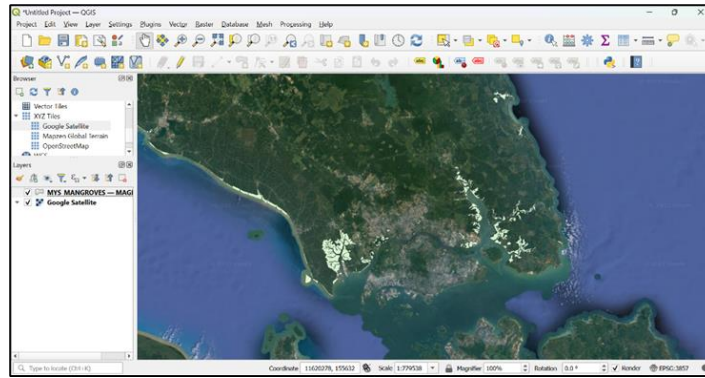 *Untitled Project — QGIS
Project Edit View Layer Settings Plugins Vector Raster Database Mesh Processing Help
Browser
Vector Tiles
XYZ Tiles
Google Satellite
Mapzen Global Terrain
OpenStreetMap
Layers
MYS_MANGROVES — MAGI
Google Satellite
Type to locate (Ctrl+K)
Coordinate 11620278, 155632 Scale 1:779538 Magnifier 100% Rotation 0.0 ° Render EPSG:3857